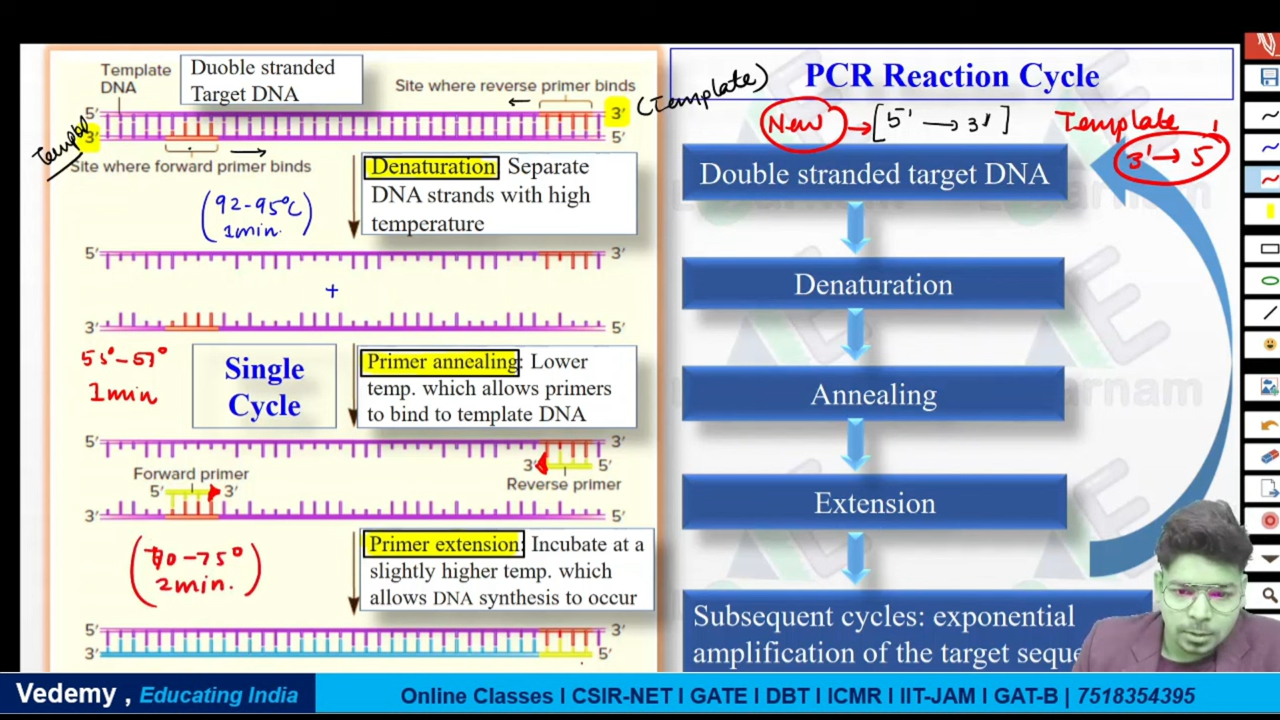 Template
DNA
Duoble stranded
Target DNA
Site where reverse primer binds
(Template)
5′
3′
3′
5′
Site where forward primer binds
(92-95°C
1min.)
Denaturation: Separate
DNA strands with high
temperature
5′
3′
+
3′
5′
1min
Single
Cycle
Primer annealing: Lower
temp. which allows primers
to bind to template DNA
5′
3′
3′
5′
Reverse primer
Forward primer
5′
3′
3′
5′
2min.
Primer extension: Incubate at a
slightly higher temp. which
allows DNA synthesis to occur
5′
3′
3′
5′
PCR Reaction Cycle
New → [5' → 3']
Template
3' → 5'
Double stranded target DNA
Denaturation
Annealing
Extension
Subsequent cycles: exponential
amplification of the target seque
Vedemy , Educating India
Online Classes I CSIR-NET I GATE I DBT I ICMR I IIT-JAM I GAT-B | 7518354395